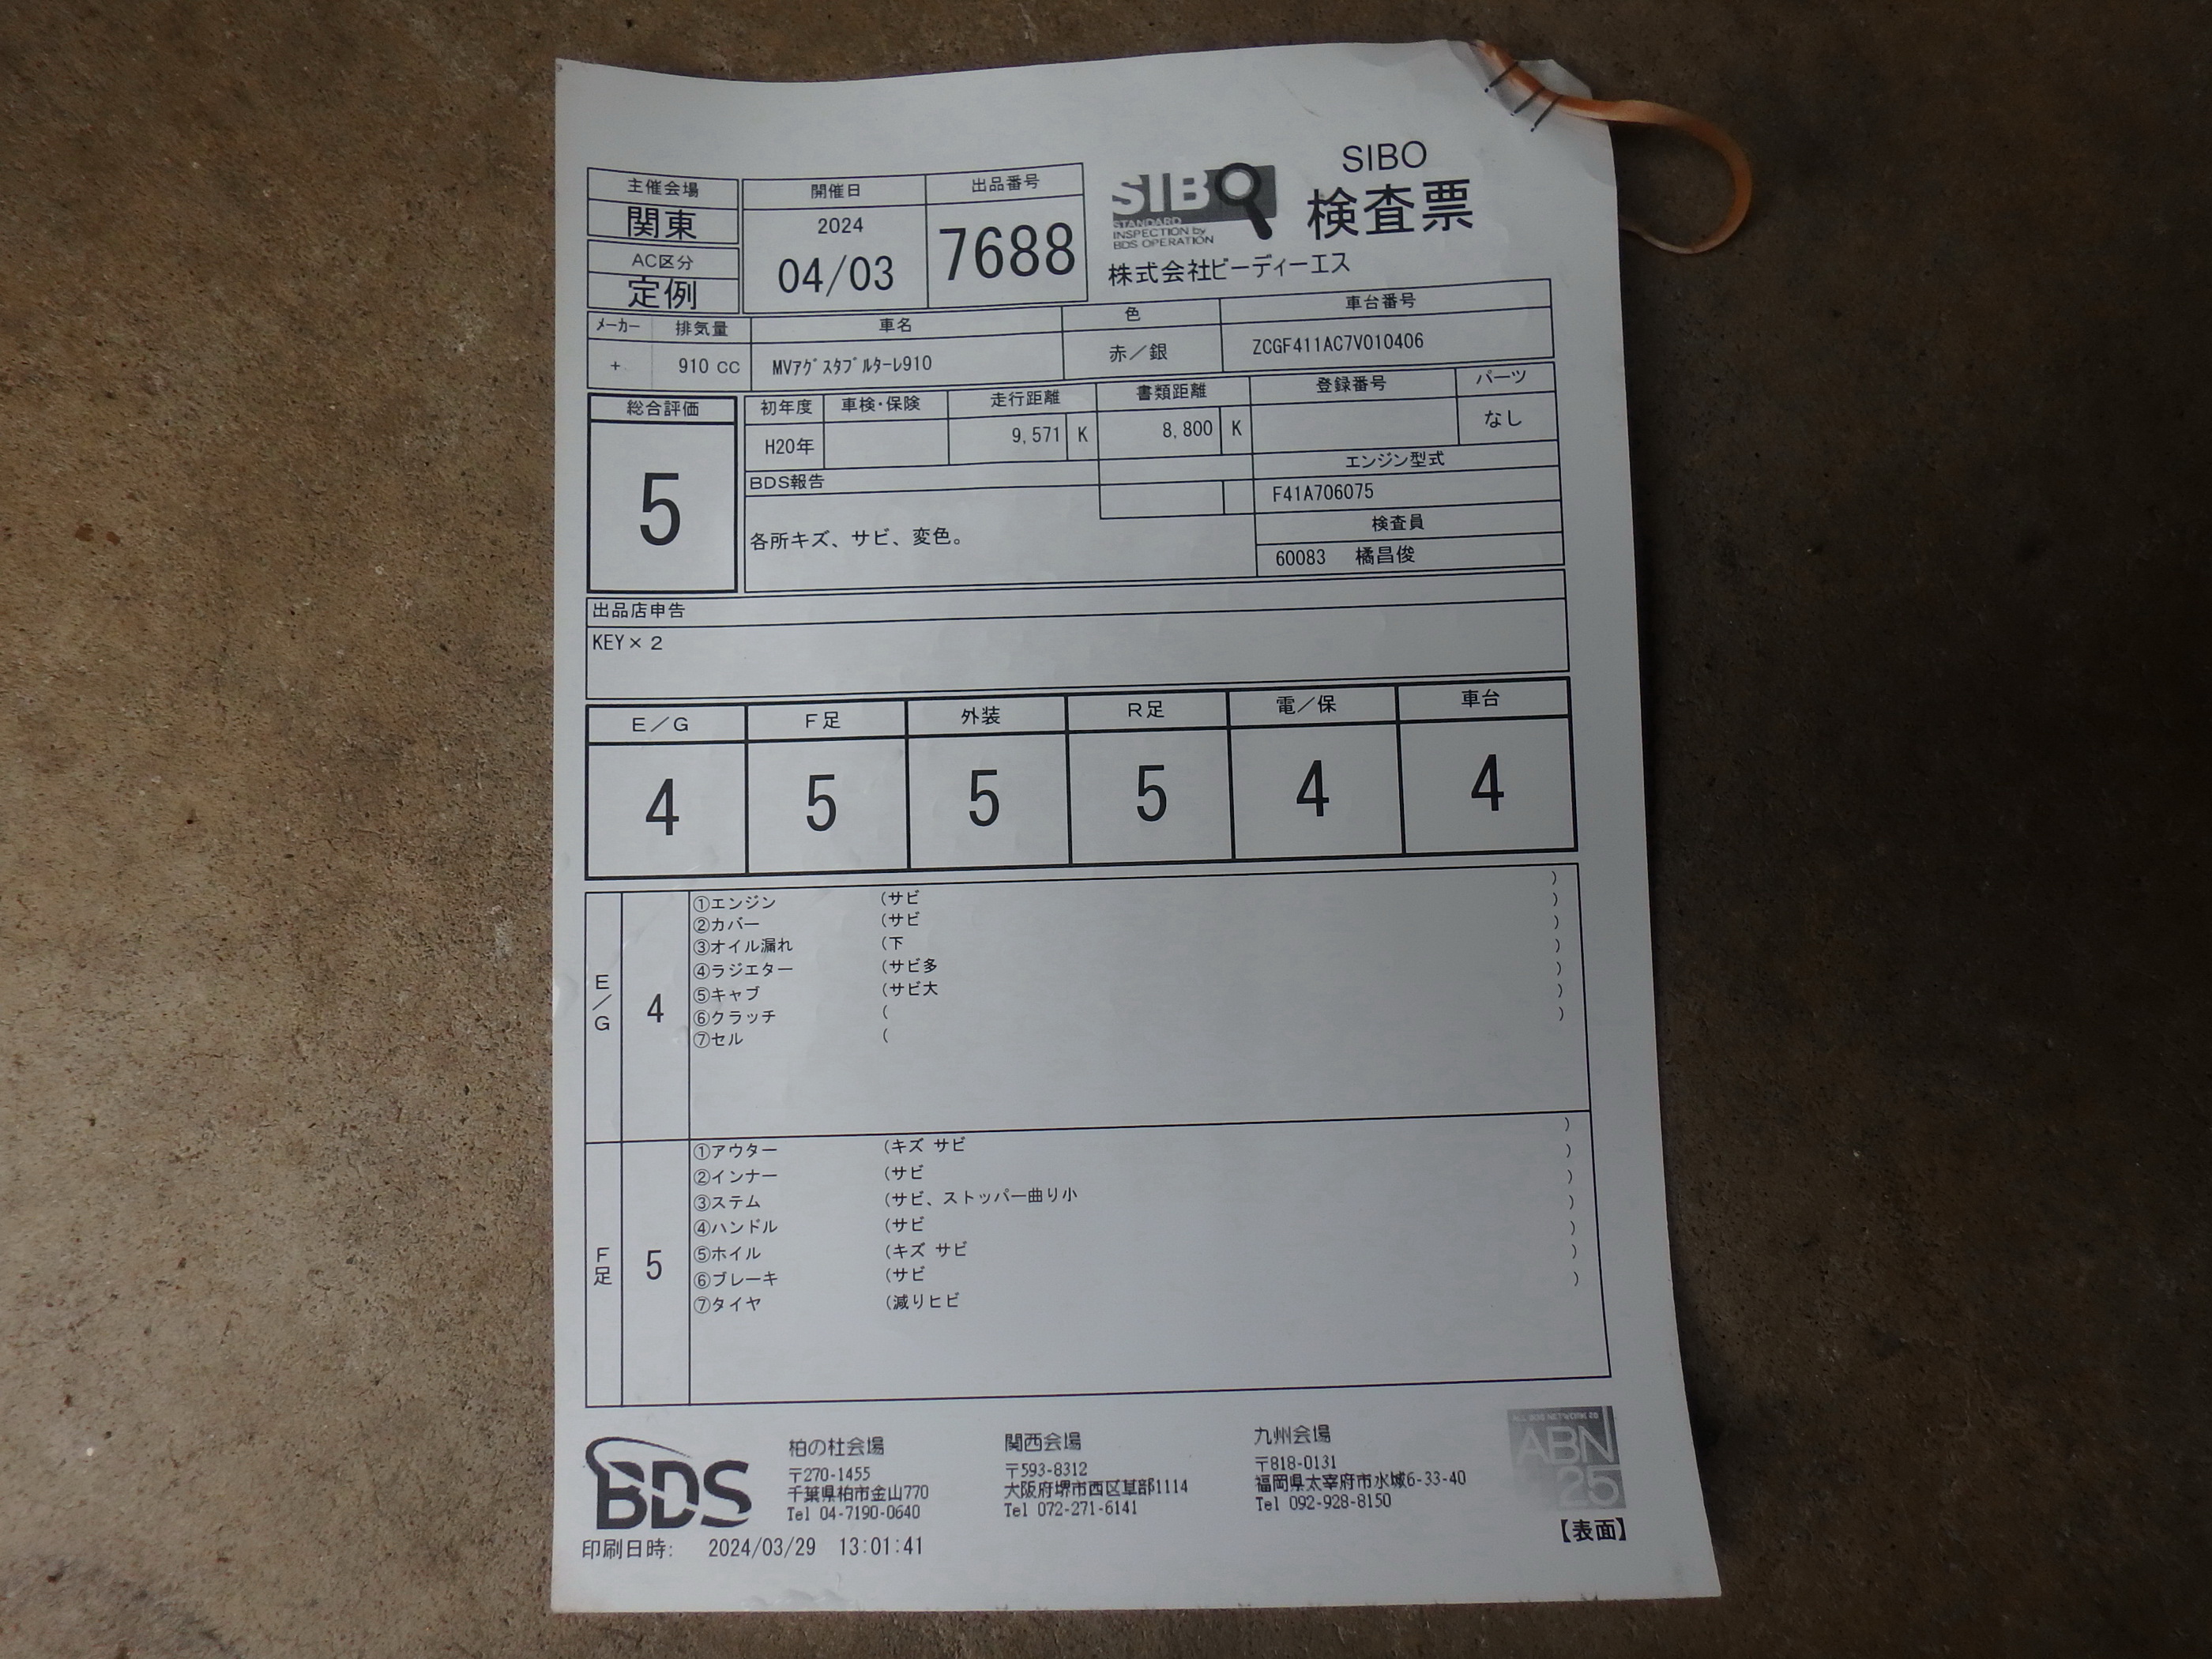 SIBO
検査票
SIBO
STANDARD
INSPECTION by
BDS OPERATION
株式会社ビーディーエス
主催会場 開催日 出品番号
関東 2024 04/03 7688
AC区分
定例
メーカー 排気量 車名 色 車台番号
+ 910 CC MVアグスタブルターレ910 赤/銀 ZCGF411AC7V010406
総合評価 初年度 車検・保険 走行距離 書類距離 登録番号 パーツ
5 H20年 9,571 K 8,800 K なし
BDS報告 エンジン型式
F41A706075
各所キズ、サビ、変色。 検査員
60083 橘昌俊
出品店申告
KEY×2
E/G F足 外装 R足 電/保 車台
4 5 5 5 4 4
E/G 4
①エンジン (サビ )
②カバー (サビ )
③オイル漏れ (下 )
④ラジエター (サビ多 )
⑤キャブ (サビ大 )
⑥クラッチ ( )
⑦セル ( )
F足 5
①アウター (キズ サビ )
②インナー (サビ )
③ステム (サビ、ストッパー曲り小 )
④ハンドル (サビ )
⑤ホイル (キズ サビ )
⑥ブレーキ (サビ )
⑦タイヤ (減りヒビ )
BDS
柏の杜会場 関西会場 九州会場
〒270-1455 〒593-8312 〒818-0131
千葉県柏市金山770 大阪府堺市西区草部1114 福岡県太宰府市水城6-33-40
Tel 04-7190-0640 Tel 072-271-6141 Tel 092-928-8150
ALL BDS NETWORK 25
ABN
25
【表面】
印刷日時: 2024/03/29 13:01:41